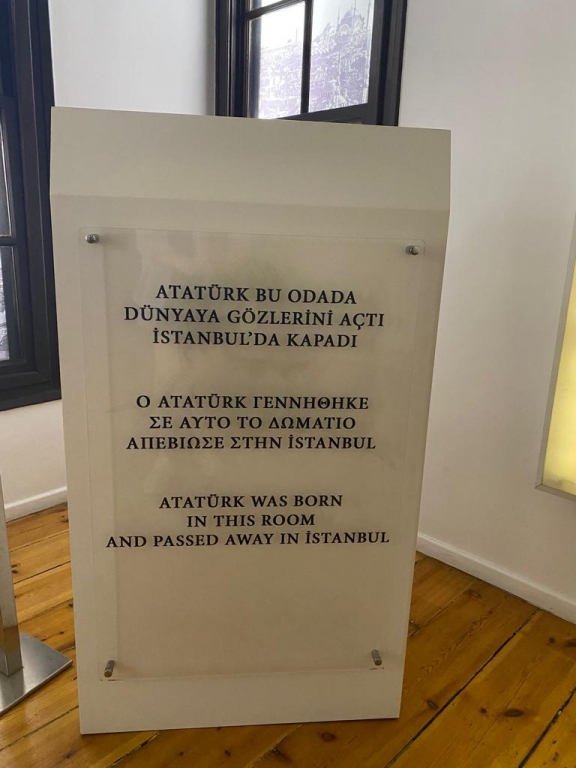 ATATÜRK BU ODADA
DÜNYAYA GÖZLERİNİ AÇTI
İSTANBUL'DA KAPADI
Ο ATATÜRK ΓΕΝΝΗΘΗΚΕ
ΣΕ ΑΥΤΟ ΤΟ ΔΩΜΑΤΙΟ
ΑΠΕΒΙΩΣΕ ΣΤΗΝ İSTANBUL
ATATÜRK WAS BORN
IN THIS ROOM
AND PASSED AWAY IN İSTANBUL